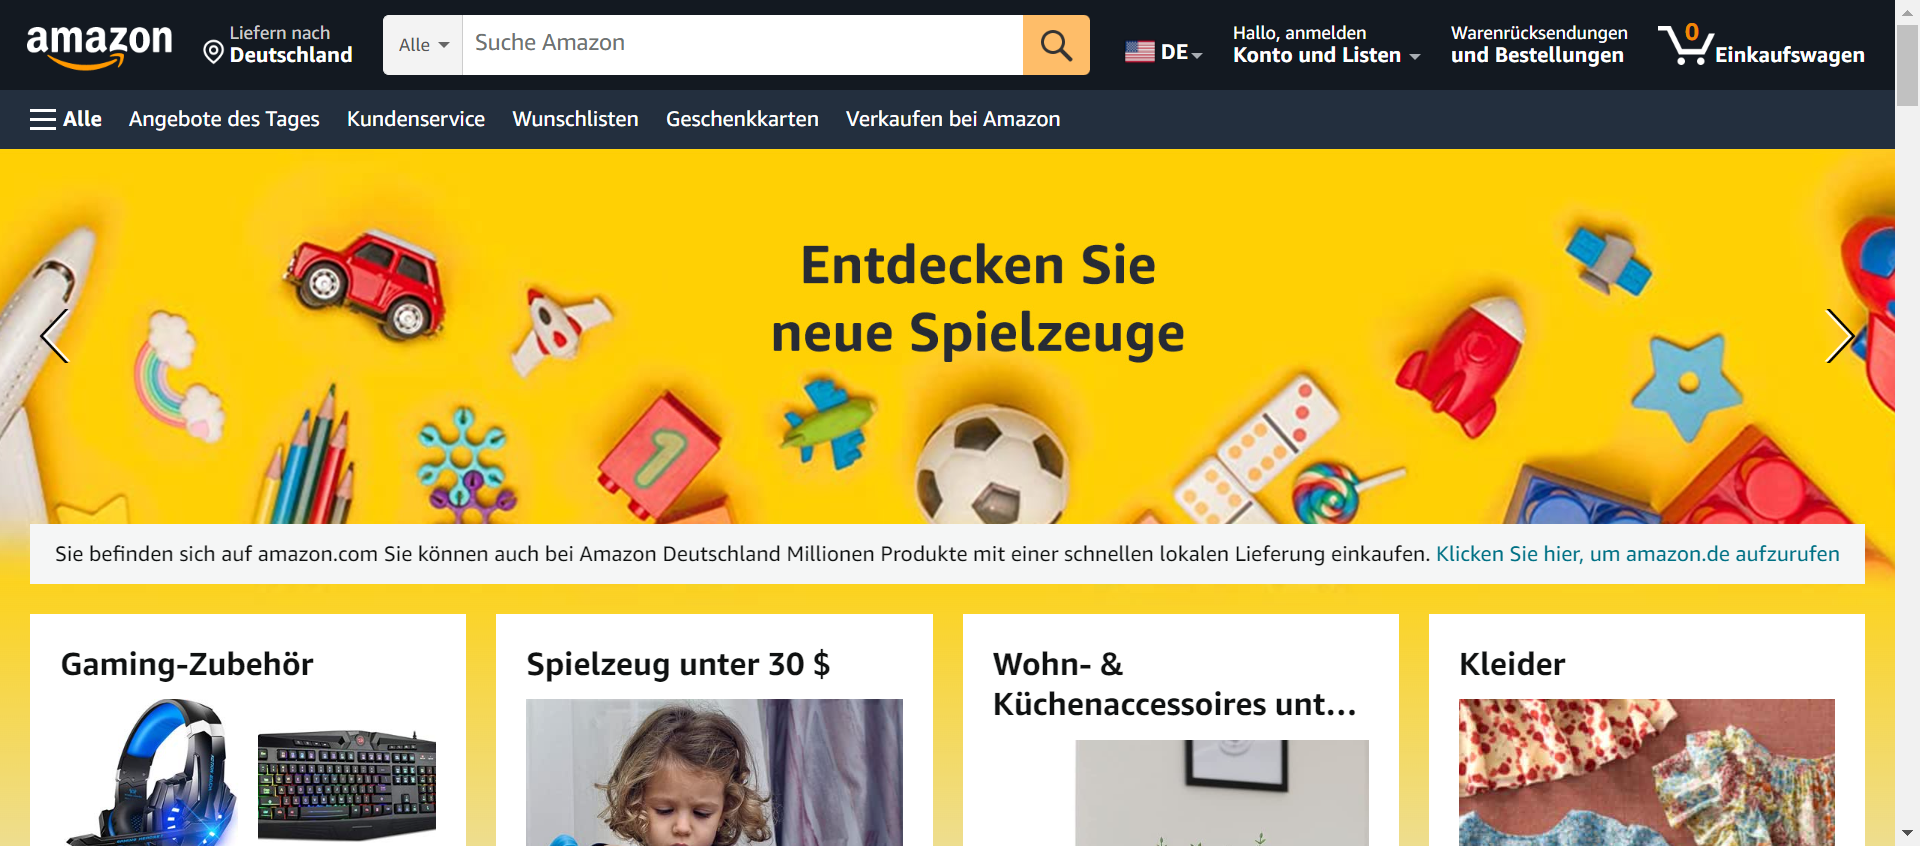 amazon
Liefern nach
Deutschland
Alle
Suche Amazon
DE
Hallo, anmelden
Konto und Listen
Warenrücksendungen
und Bestellungen
0
Einkaufswagen
Alle
Angebote des Tages
Kundenservice
Wunschlisten
Geschenkkarten
Verkaufen bei Amazon
Entdecken Sie
neue Spielzeuge
1
Sie befinden sich auf amazon.com Sie können auch bei Amazon Deutschland Millionen Produkte mit einer schnellen lokalen Lieferung einkaufen. Klicken Sie hier, um amazon.de aufzurufen
Gaming-Zubehör
Spielzeug unter 30 $
Wohn- &
Küchenaccessoires unt…
Kleider